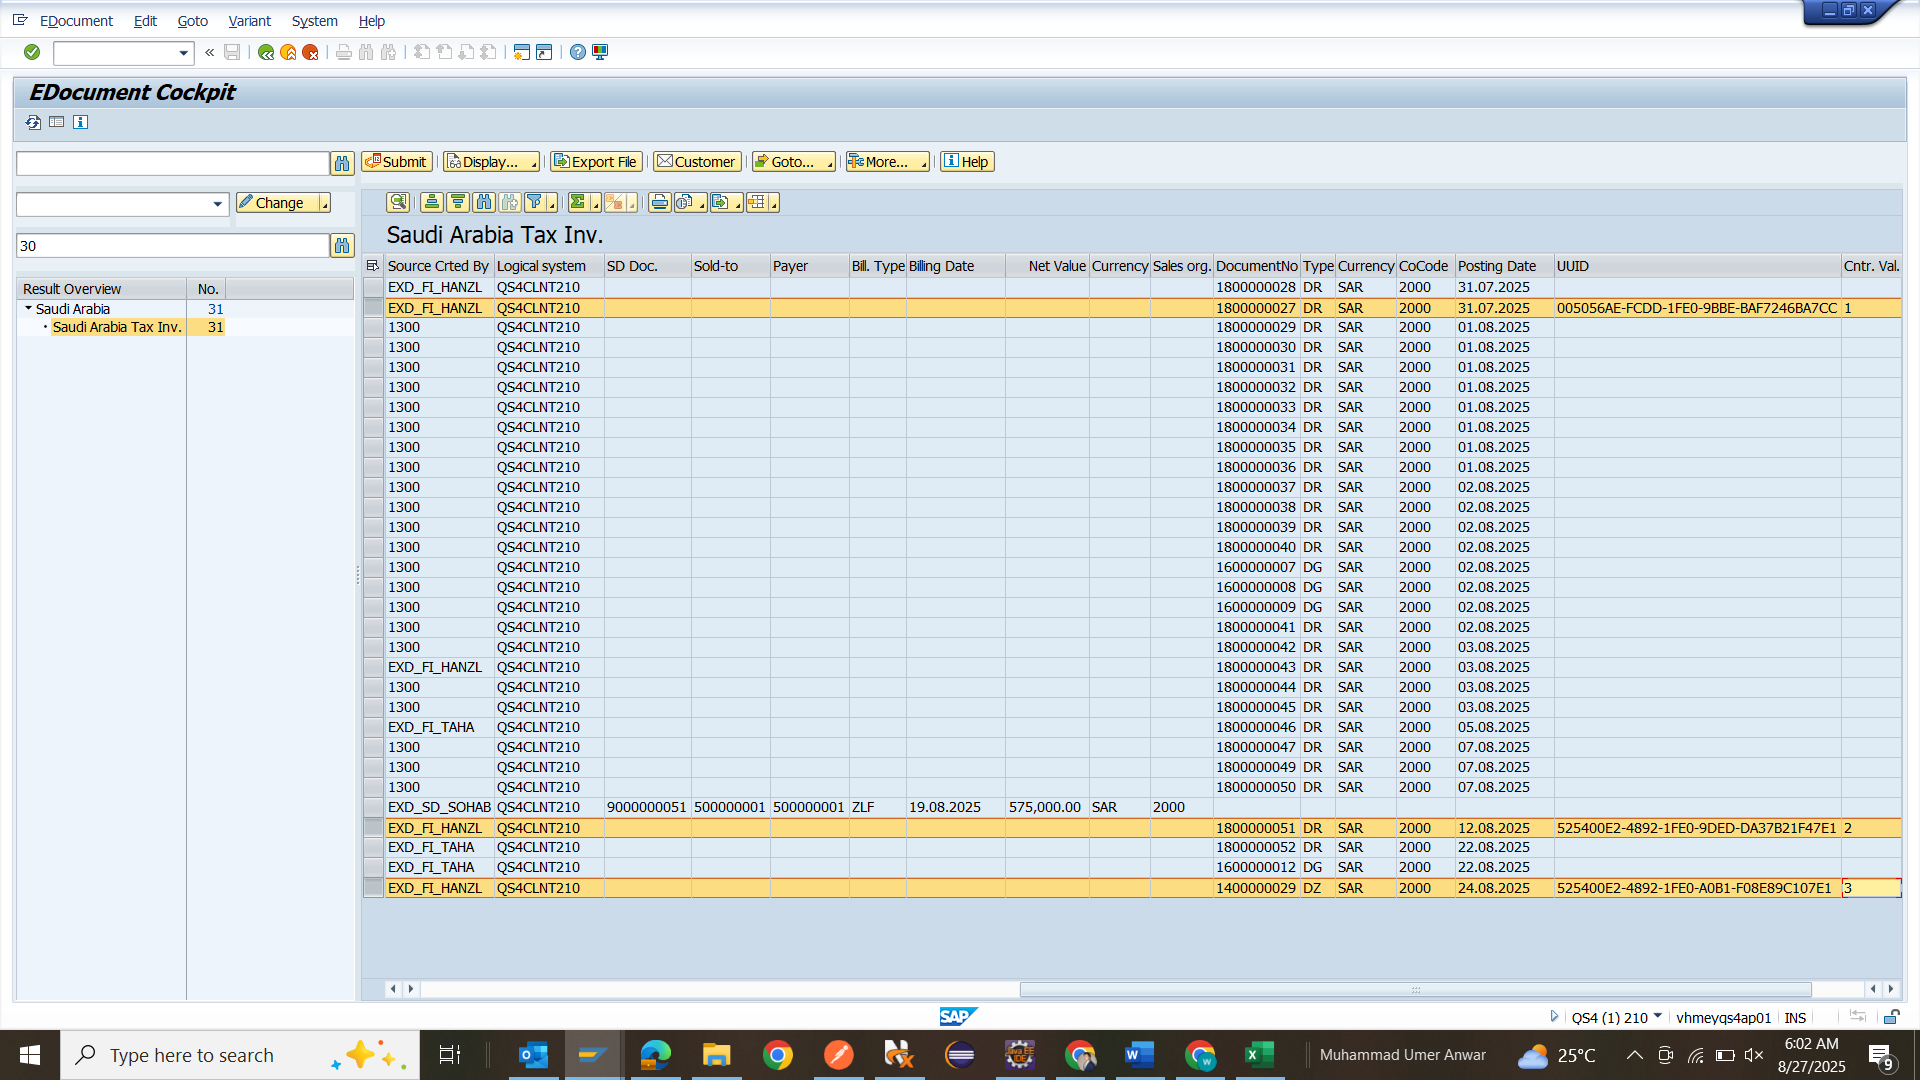 EDocument Edit Goto Variant System Help
EDocument Cockpit
Submit Display... Export File Customer Goto... More... Help
Change
30
Saudi Arabia Tax Inv.
Result Overview No.
Saudi Arabia 31
Saudi Arabia Tax Inv. 31
Source Crted By Logical system SD Doc. Sold-to Payer Bill. Type Billing Date Net Value Currency Sales org. DocumentNo Type Currency CoCode Posting Date UUID Cntr. Val.
EXD_FI_HANZL QS4CLNT210 1800000028 DR SAR 2000 31.07.2025
EXD_FI_HANZL QS4CLNT210 1800000027 DR SAR 2000 31.07.2025 005056AE-FCDD-1FE0-9BBE-BAF7246BA7CC 1
1300 QS4CLNT210 1800000029 DR SAR 2000 01.08.2025
1300 QS4CLNT210 1800000030 DR SAR 2000 01.08.2025
1300 QS4CLNT210 1800000031 DR SAR 2000 01.08.2025
1300 QS4CLNT210 1800000032 DR SAR 2000 01.08.2025
1300 QS4CLNT210 1800000033 DR SAR 2000 01.08.2025
1300 QS4CLNT210 1800000034 DR SAR 2000 01.08.2025
1300 QS4CLNT210 1800000035 DR SAR 2000 01.08.2025
1300 QS4CLNT210 1800000036 DR SAR 2000 01.08.2025
1300 QS4CLNT210 1800000037 DR SAR 2000 02.08.2025
1300 QS4CLNT210 1800000038 DR SAR 2000 02.08.2025
1300 QS4CLNT210 1800000039 DR SAR 2000 02.08.2025
1300 QS4CLNT210 1800000040 DR SAR 2000 02.08.2025
1300 QS4CLNT210 1600000007 DG SAR 2000 02.08.2025
1300 QS4CLNT210 1600000008 DG SAR 2000 02.08.2025
1300 QS4CLNT210 1600000009 DG SAR 2000 02.08.2025
1300 QS4CLNT210 1800000041 DR SAR 2000 02.08.2025
1300 QS4CLNT210 1800000042 DR SAR 2000 03.08.2025
EXD_FI_HANZL QS4CLNT210 1800000043 DR SAR 2000 03.08.2025
1300 QS4CLNT210 1800000044 DR SAR 2000 03.08.2025
1300 QS4CLNT210 1800000045 DR SAR 2000 03.08.2025
EXD_FI_TAHA QS4CLNT210 1800000046 DR SAR 2000 05.08.2025
1300 QS4CLNT210 1800000047 DR SAR 2000 07.08.2025
1300 QS4CLNT210 1800000049 DR SAR 2000 07.08.2025
1300 QS4CLNT210 1800000050 DR SAR 2000 07.08.2025
EXD_SD_SOHAB QS4CLNT210 9000000051 500000001 500000001 ZLF 19.08.2025 575,000.00 SAR 2000
EXD_FI_HANZL QS4CLNT210 1800000051 DR SAR 2000 12.08.2025 525400E2-4892-1FE0-9DED-DA37B21F47E1 2
EXD_FI_TAHA QS4CLNT210 1800000052 DR SAR 2000 22.08.2025
EXD_FI_TAHA QS4CLNT210 1600000012 DG SAR 2000 22.08.2025
EXD_FI_HANZL QS4CLNT210 1400000029 DZ SAR 2000 24.08.2025 525400E2-4892-1FE0-A0B1-F08E89C107E1 3
SAP QS4 (1) 210 vhmeyqs4ap01 INS
Type here to search Muhammad Umer Anwar 25°C 6:02 AM
8/27/2025 9